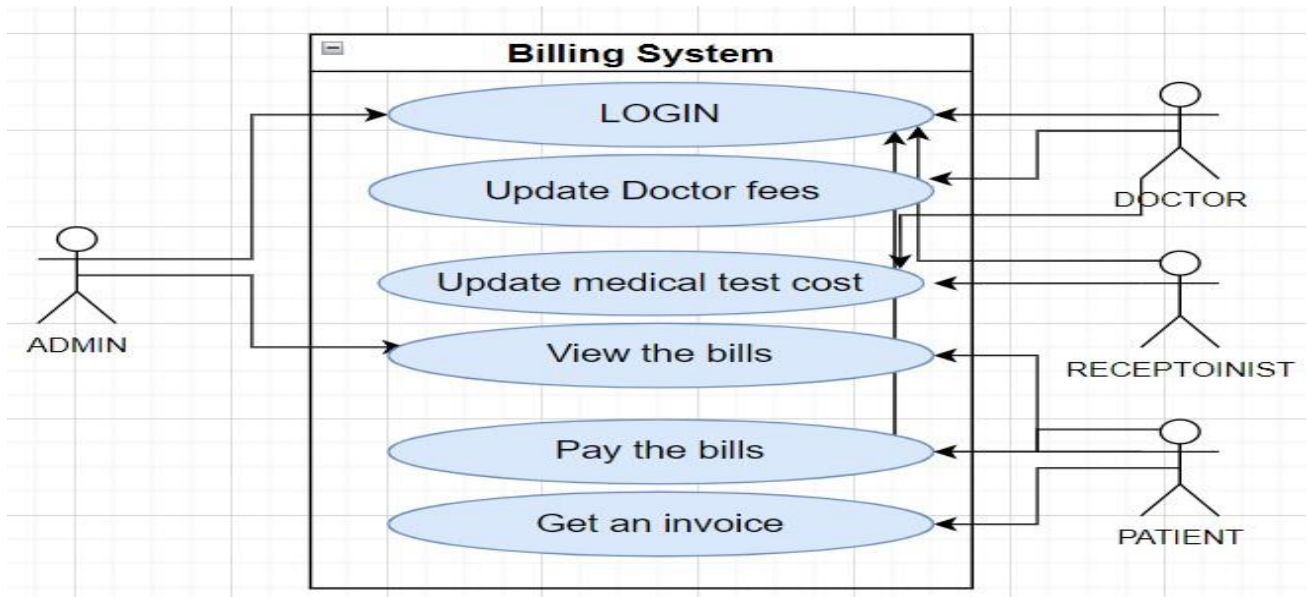 Billing System
LOGIN
Update Doctor fees
DOCTOR
Update medical test cost
ADMIN
View the bills
RECEPTOINIST
Pay the bills
Get an invoice
PATIENT